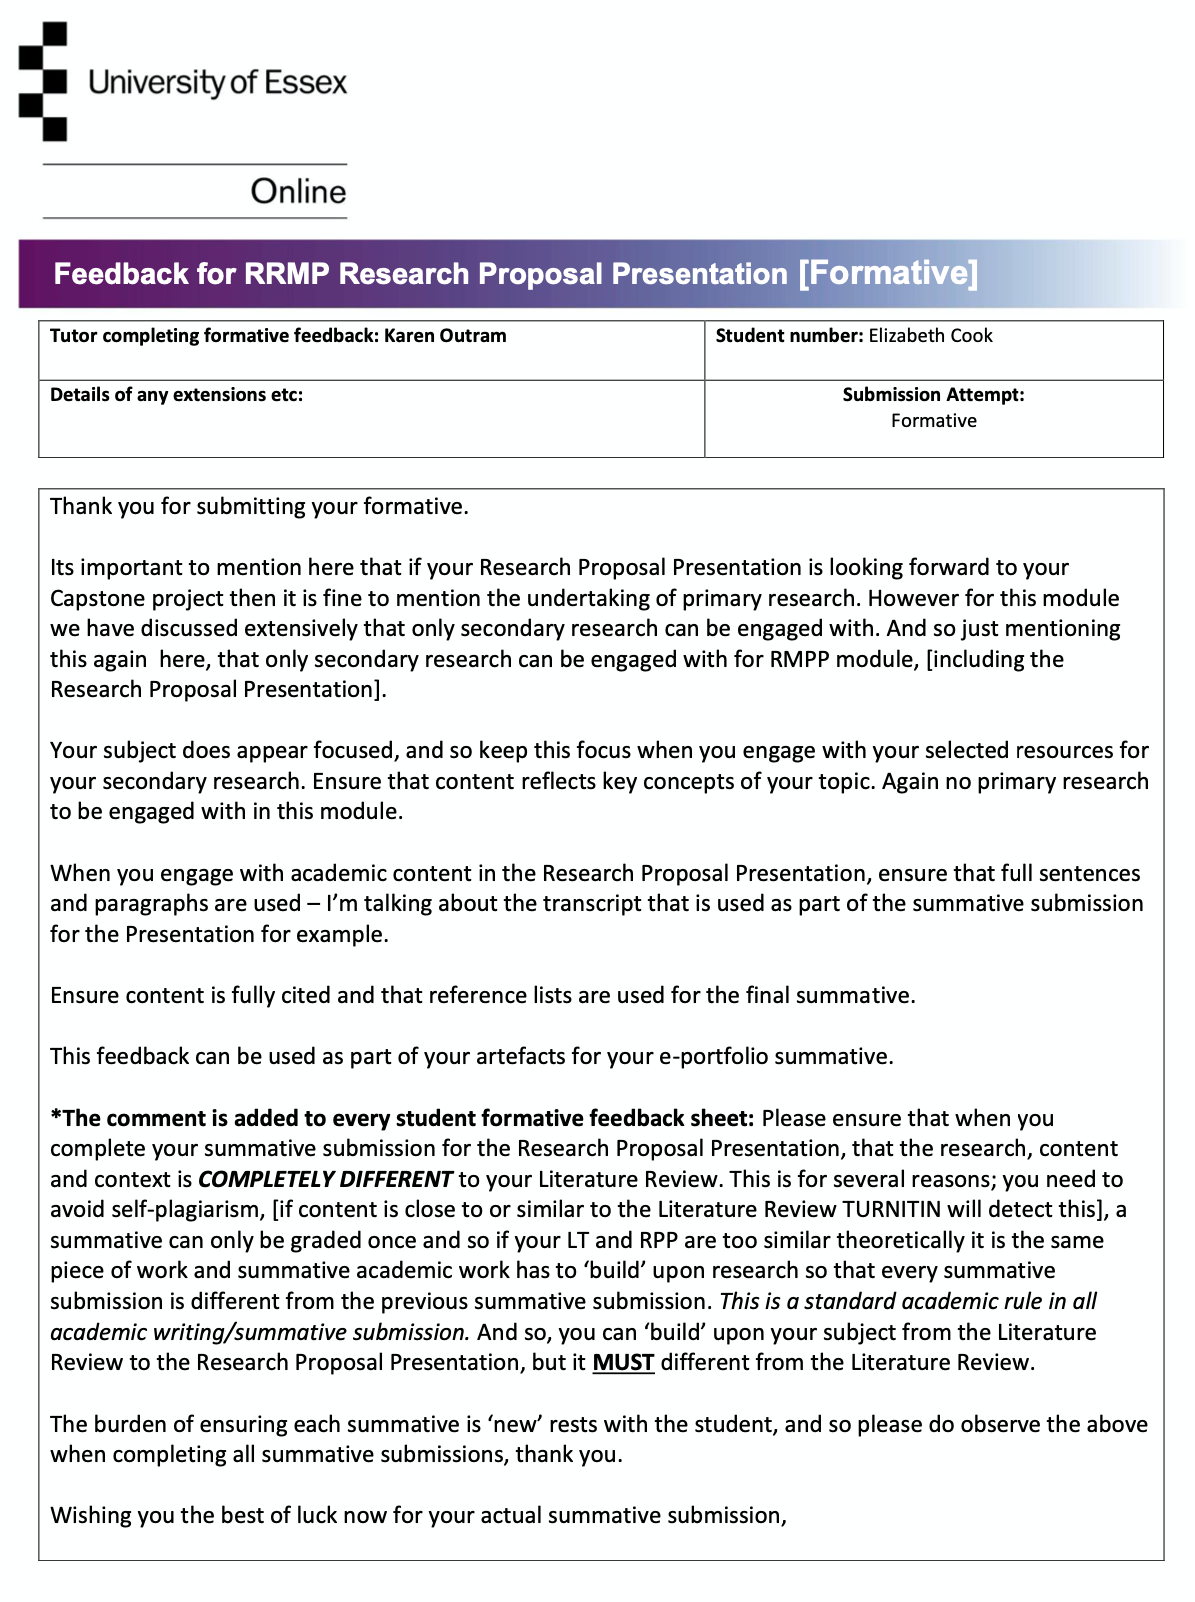 University of Essex
Online
Feedback for RRMP Research Proposal Presentation [Formative]
Tutor completing formative feedback: Karen Outram
Student number: Elizabeth Cook
Details of any extensions etc:
Submission Attempt:
Formative
Thank you for submitting your formative.
Its important to mention here that if your Research Proposal Presentation is looking forward to your
Capstone project then it is fine to mention the undertaking of primary research. However for this module
we have discussed extensively that only secondary research can be engaged with. And so just mentioning
this again  here, that only secondary research can be engaged with for RMPP module, [including the
Research Proposal Presentation].
Your subject does appear focused, and so keep this focus when you engage with your selected resources for
your secondary research. Ensure that content reflects key concepts of your topic. Again no primary research
to be engaged with in this module.
When you engage with academic content in the Research Proposal Presentation, ensure that full sentences
and paragraphs are used – I’m talking about the transcript that is used as part of the summative submission
for the Presentation for example.
Ensure content is fully cited and that reference lists are used for the final summative.
This feedback can be used as part of your artefacts for your e-portfolio summative.
*The comment is added to every student formative feedback sheet: Please ensure that when you
complete your summative submission for the Research Proposal Presentation, that the research, content
and context is COMPLETELY DIFFERENT to your Literature Review. This is for several reasons; you need to
avoid self-plagiarism, [if content is close to or similar to the Literature Review TURNITIN will detect this], a
summative can only be graded once and so if your LT and RPP are too similar theoretically it is the same
piece of work and summative academic work has to ‘build’ upon research so that every summative
submission is different from the previous summative submission. This is a standard academic rule in all
academic writing/summative submission. And so, you can ‘build’ upon your subject from the Literature
Review to the Research Proposal Presentation, but it MUST different from the Literature Review.
The burden of ensuring each summative is ‘new’ rests with the student, and so please do observe the above
when completing all summative submissions, thank you.
Wishing you the best of luck now for your actual summative submission,